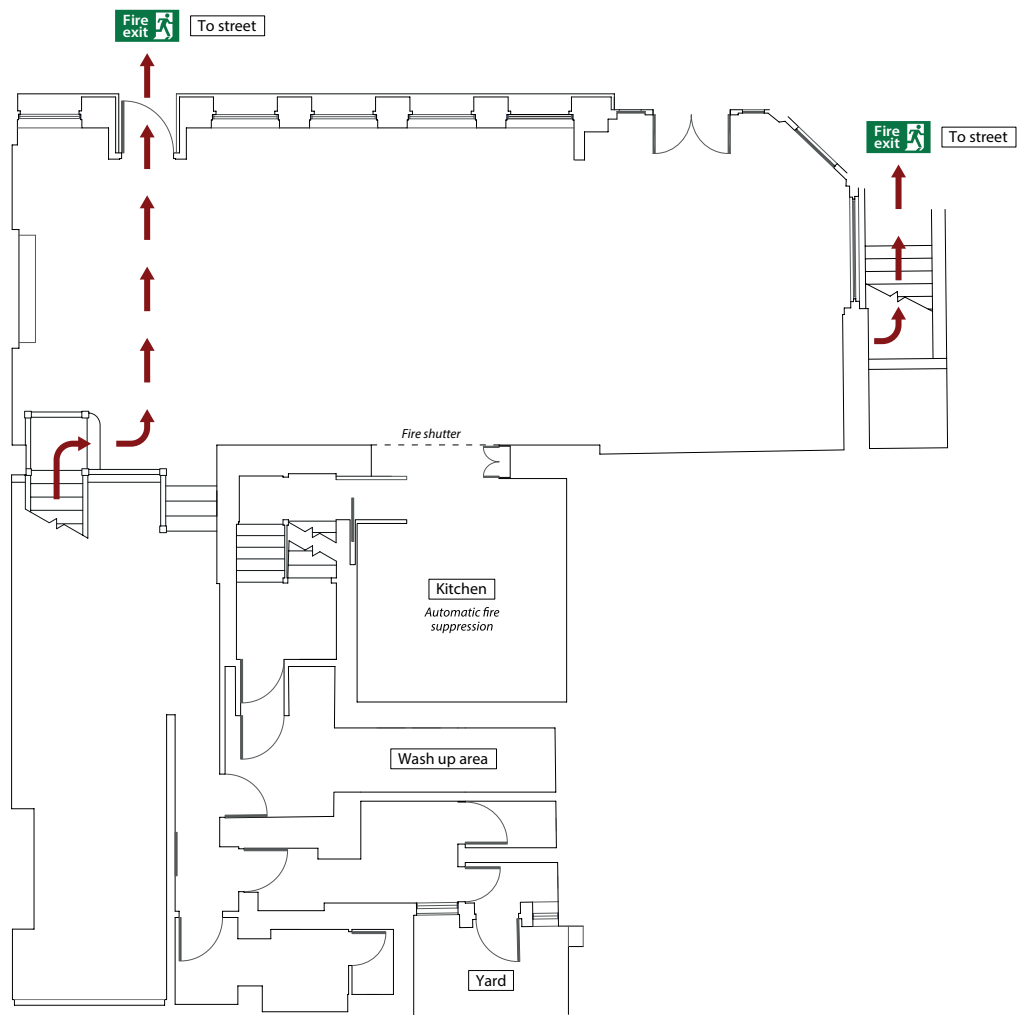 Fire
exit
To street
Fire
exit
To street
Fire shutter
Kitchen
Automatic fire
suppression
Wash up area
Yard